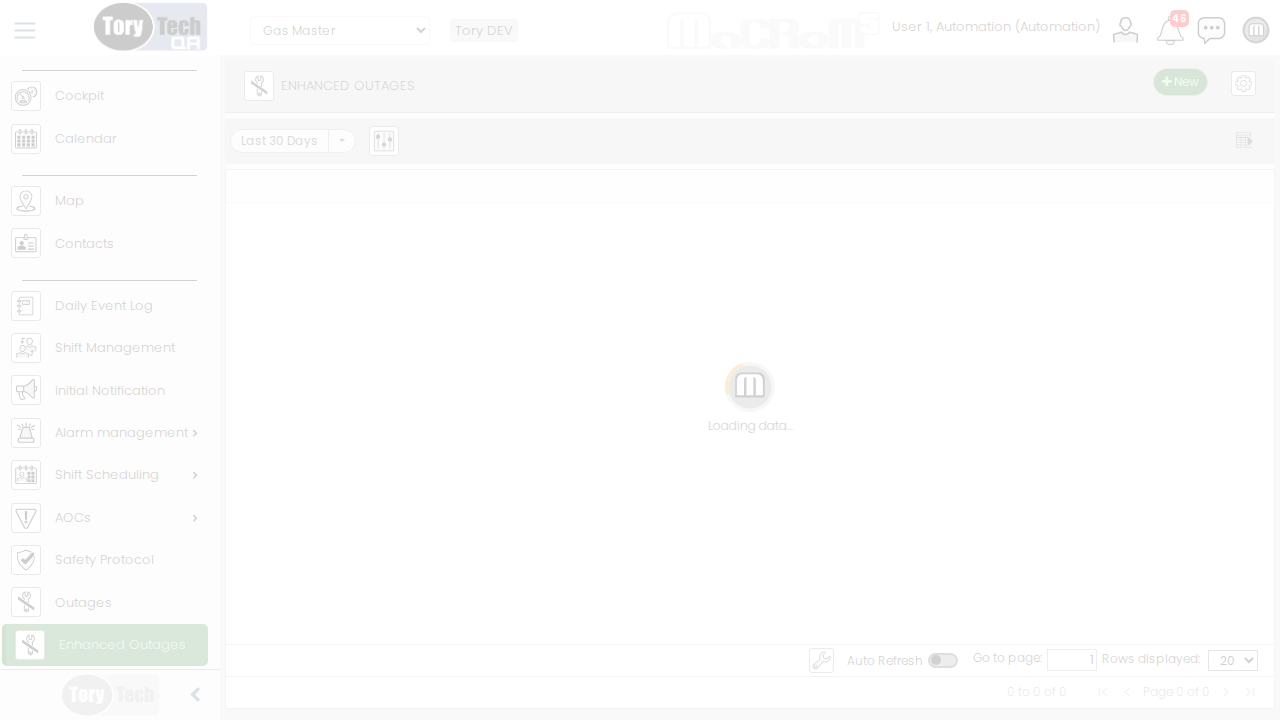 Tory Tech
QA
Gas Master
Tory DEV
MaCRoM
User 1, Automation (Automation)
46
Cockpit
Calendar
Map
Contacts
Daily Event Log
Shift Management
Initial Notification
Alarm management
Shift Scheduling
AOCs
Safety Protocol
Outages
Enhanced Outages
Tory Tech
ENHANCED OUTAGES
New
Last 30 Days
Loading data...
Auto Refresh
Go to page: 1
Rows displayed: 20
0 to 0 of 0
Page 0 of 0